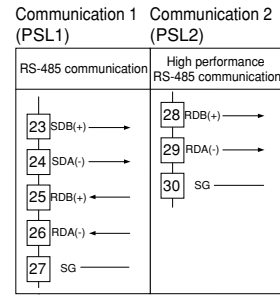 Communication 1
(PSL1)
Communication 2
(PSL2)
RS-485 communication
High performance
RS-485 communication
23 SDB(+)
24 SDA(-)
25 RDB(+)
26 RDA(-)
27 SG
28 RDB(+)
29 RDA(-)
30 SG